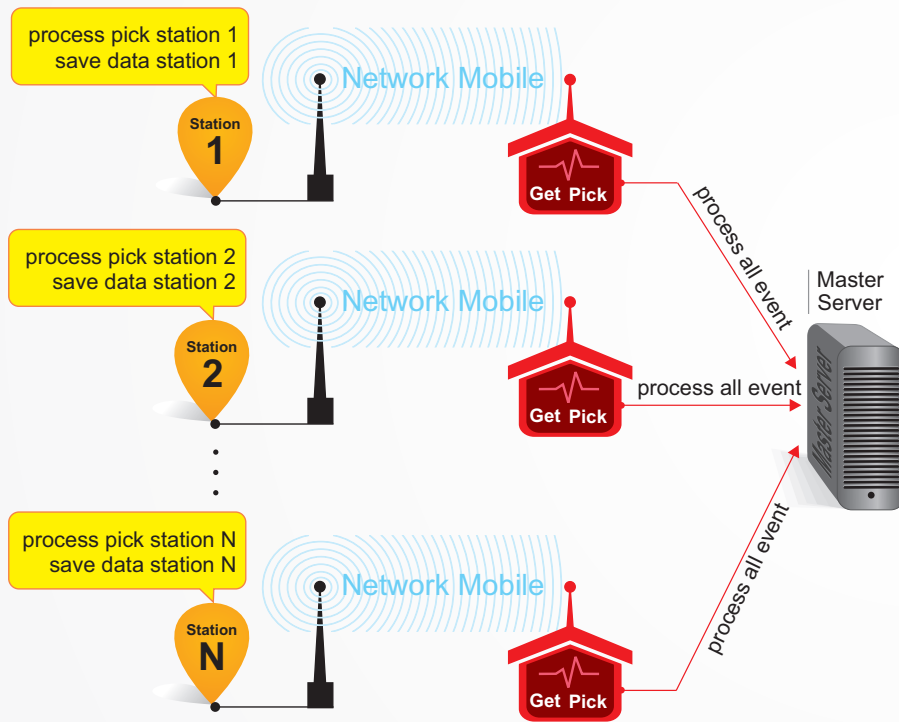 process pick station 1
save data station 1
Network Mobile
Station
1
Get Pick
process all event
process pick station 2
save data station 2
Network Mobile
Station
2
Get Pick
process all event
Master
Server
Master Server
process pick station N
save data station N
Network Mobile
Station
N
Get Pick
process all event